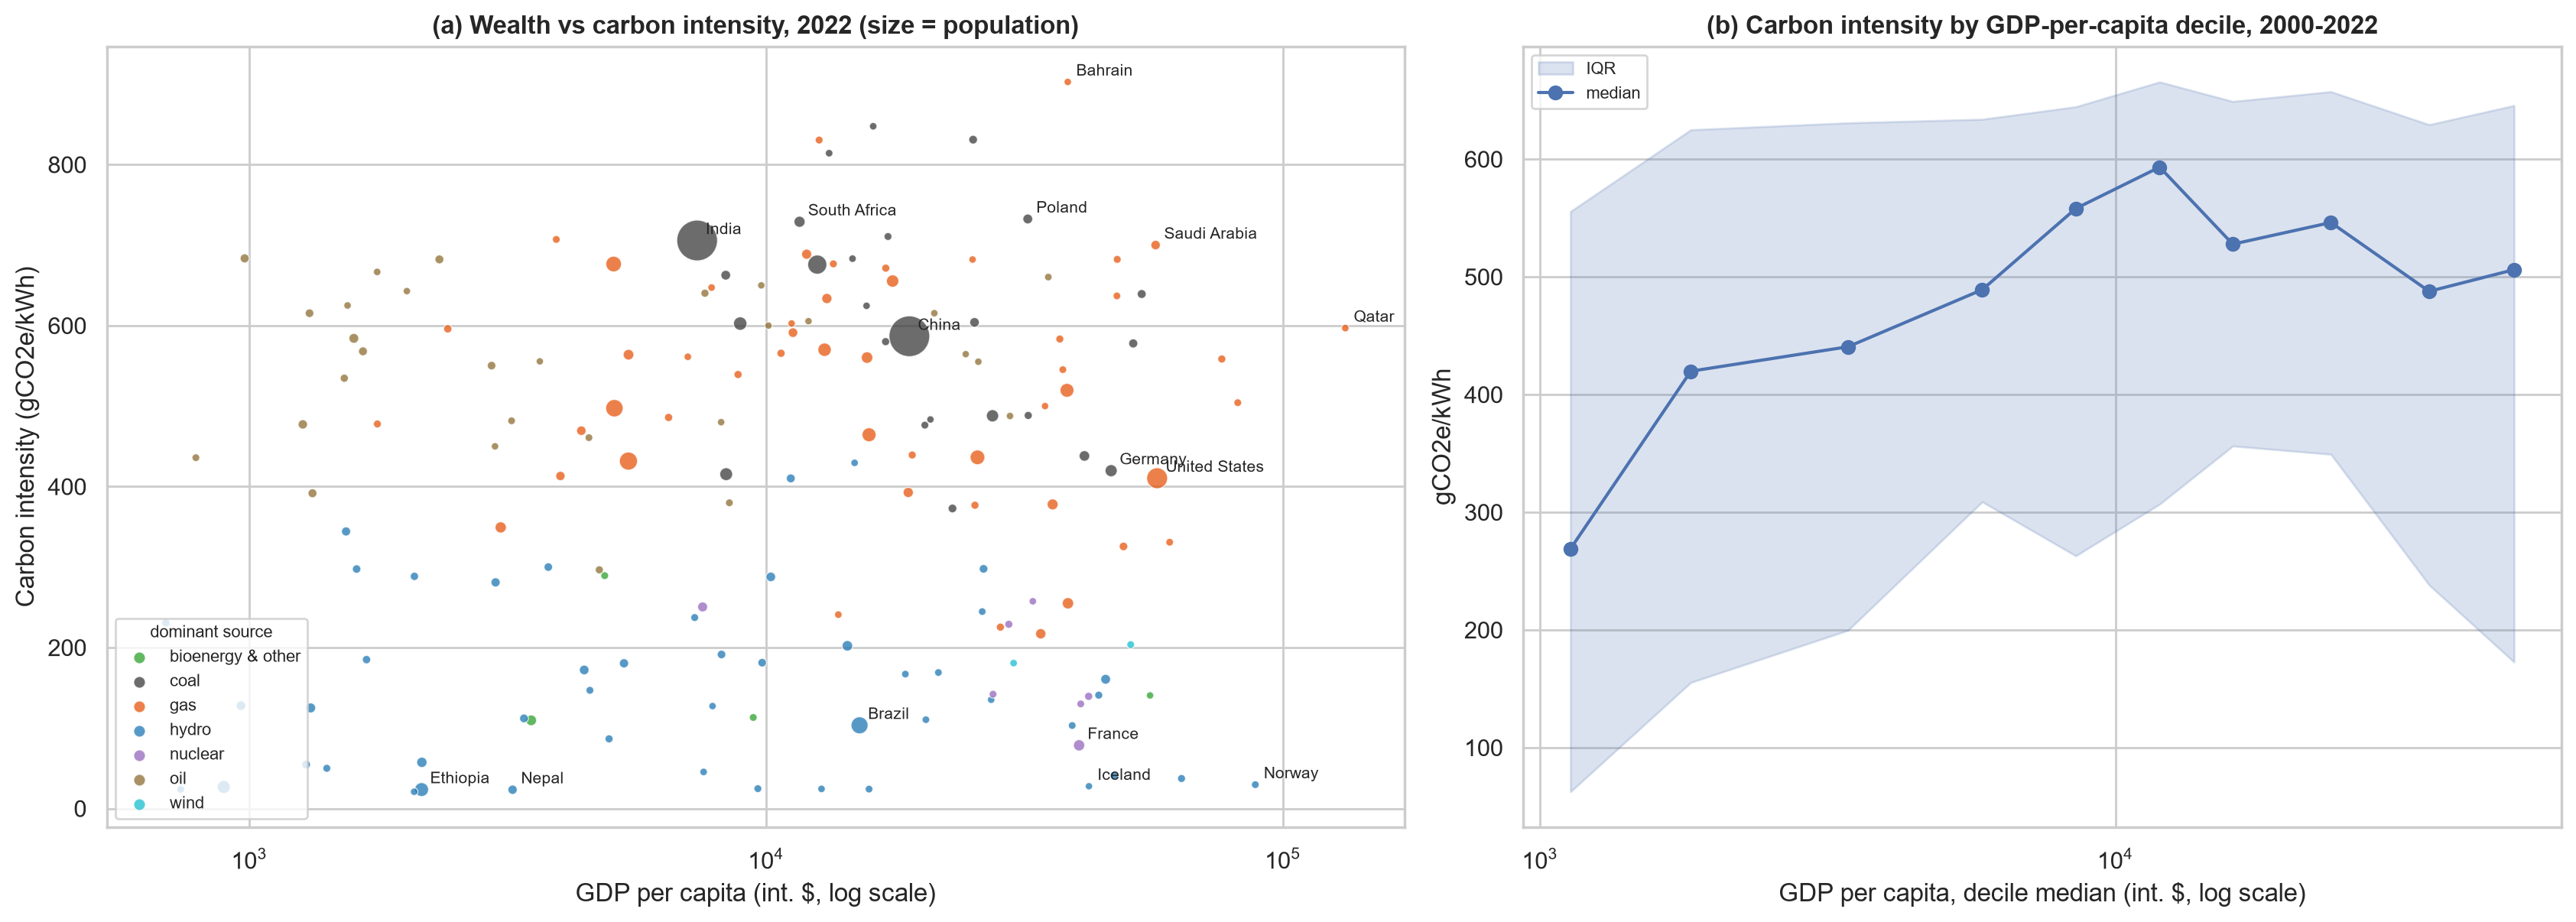 (a) Wealth vs carbon intensity, 2022 (size = population)
Carbon intensity (gCO2e/kWh)
800
600
400
200
0
Bahrain
South Africa
Poland
India
Saudi Arabia
China
Qatar
Germany
United States
Brazil
France
Ethiopia
Nepal
Iceland
Norway
dominant source
bioenergy & other
coal
gas
hydro
nuclear
oil
wind
10³
10⁴
10⁵
GDP per capita (int. $, log scale)
(b) Carbon intensity by GDP-per-capita decile, 2000-2022
IQR
median
gCO2e/kWh
600
500
400
300
200
100
10³
10⁴
GDP per capita, decile median (int. $, log scale)